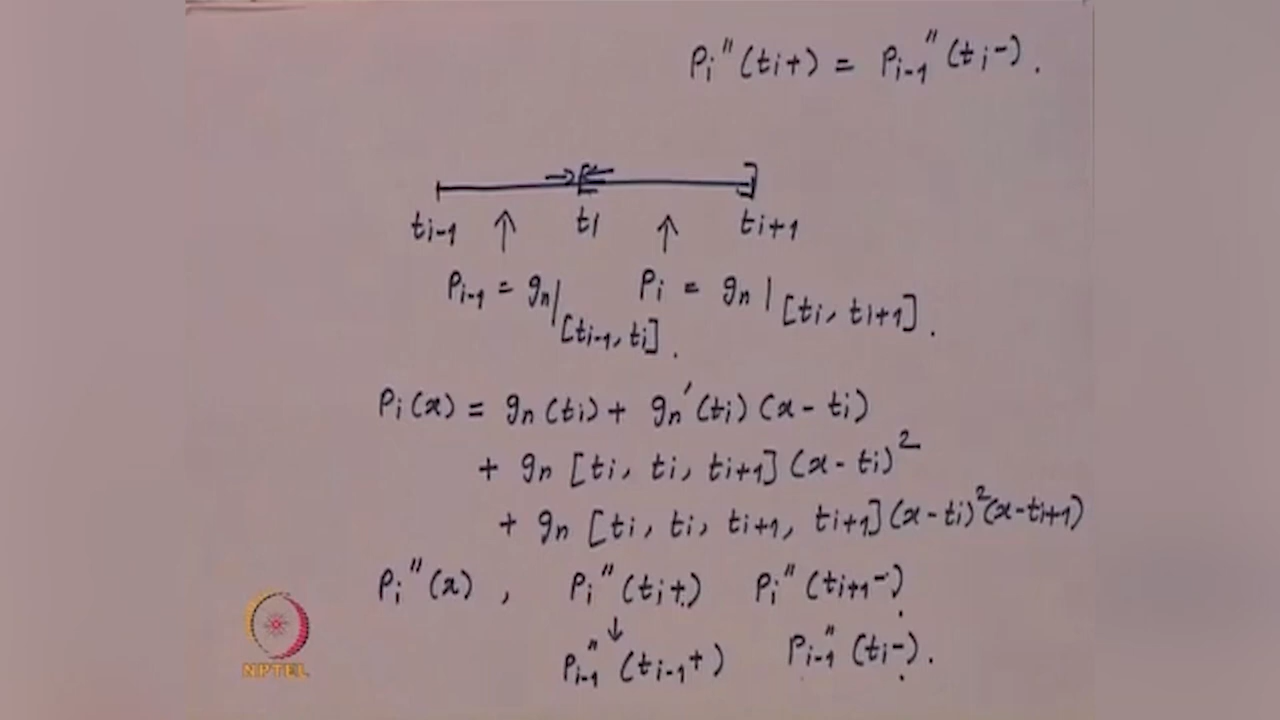 Pi''(ti+) = Pi-1''(ti-).
ti-1 ti ti+1
Pi-1 = gn|[ti-1, ti]. Pi = gn|[ti, ti+1].
Pi(x) = gn(ti) + gn'(ti)(x - ti)
+ gn [ti, ti, ti+1](x - ti)^2
+ gn [ti, ti, ti+1, ti+1](x - ti)^2(x - ti+1)
Pi''(x), Pi''(ti+) Pi''(ti+1-).
Pi-1''(ti-1+) Pi-1''(ti-).
NPTEL